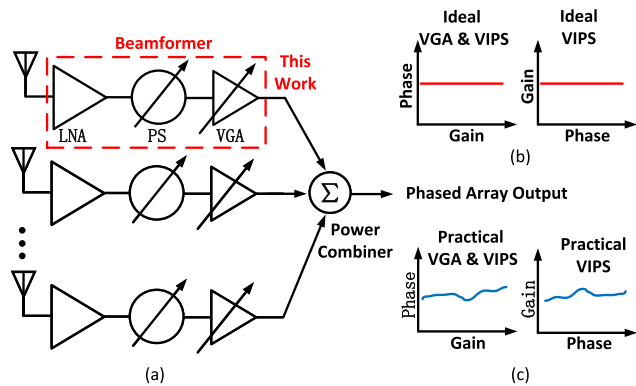 Beamformer
This
Work
LNA
PS
VGA
Σ
Phased Array Output
Power
Combiner
(a)
Ideal
VGA & VIPS
Phase
Gain
Ideal
VIPS
Gain
Phase
(b)
Practical
VGA & VIPS
Phase
Gain
Practical
VIPS
Gain
Phase
(c)